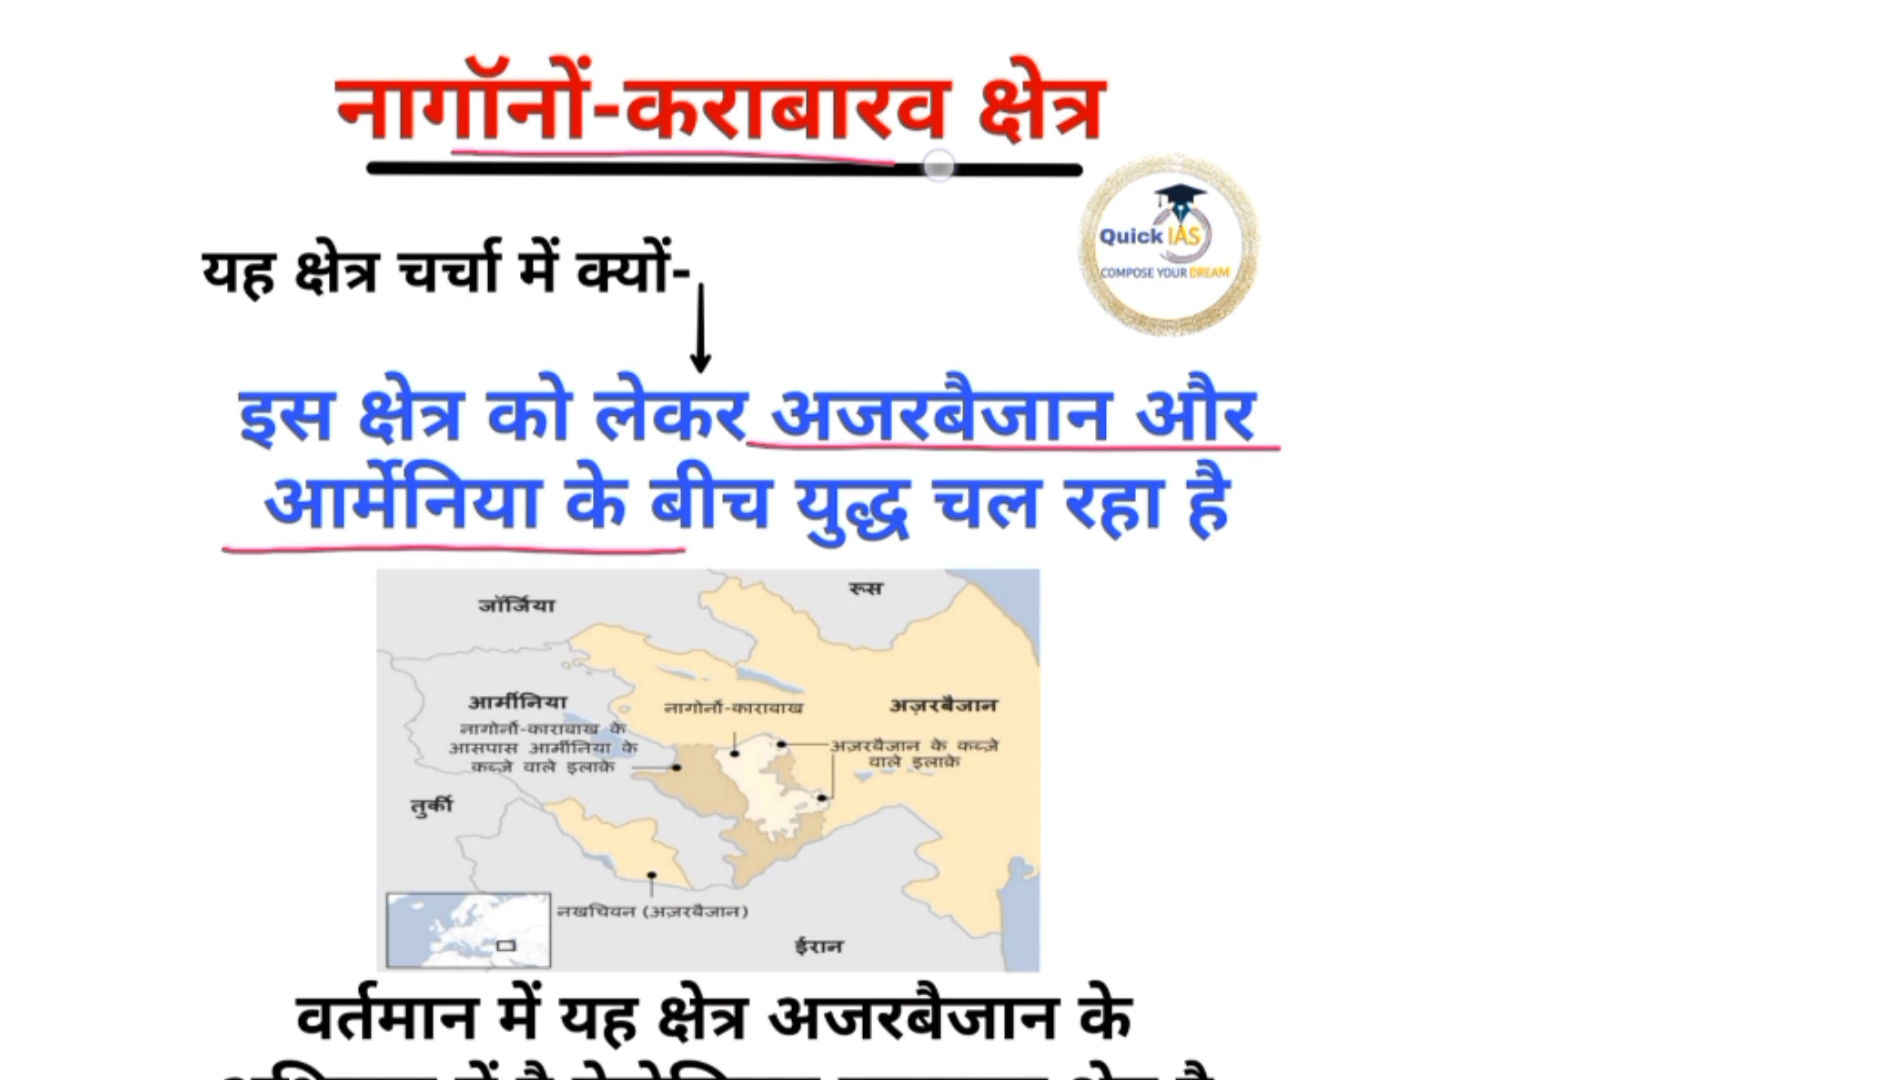 नागॉनों-कराबारव क्षेत्र
यह क्षेत्र चर्चा में क्यों-
Quick IAS
COMPOSE YOUR DREAM
इस क्षेत्र को लेकर अजरबैजान और
आर्मेनिया के बीच युद्ध चल रहा है
रूस
जॉर्जिया
आर्मीनिया
नागोर्नो-काराबाख
अज़रबैजान
नागोर्नो-काराबाख के
आसपास आर्मीनिया के
कब्ज़े वाले इलाक़े
अज़रबैजान के कब्ज़े
वाले इलाक़े
तुर्की
नखचिवन (अज़रबैजान)
ईरान
वर्तमान में यह क्षेत्र अजरबैजान के